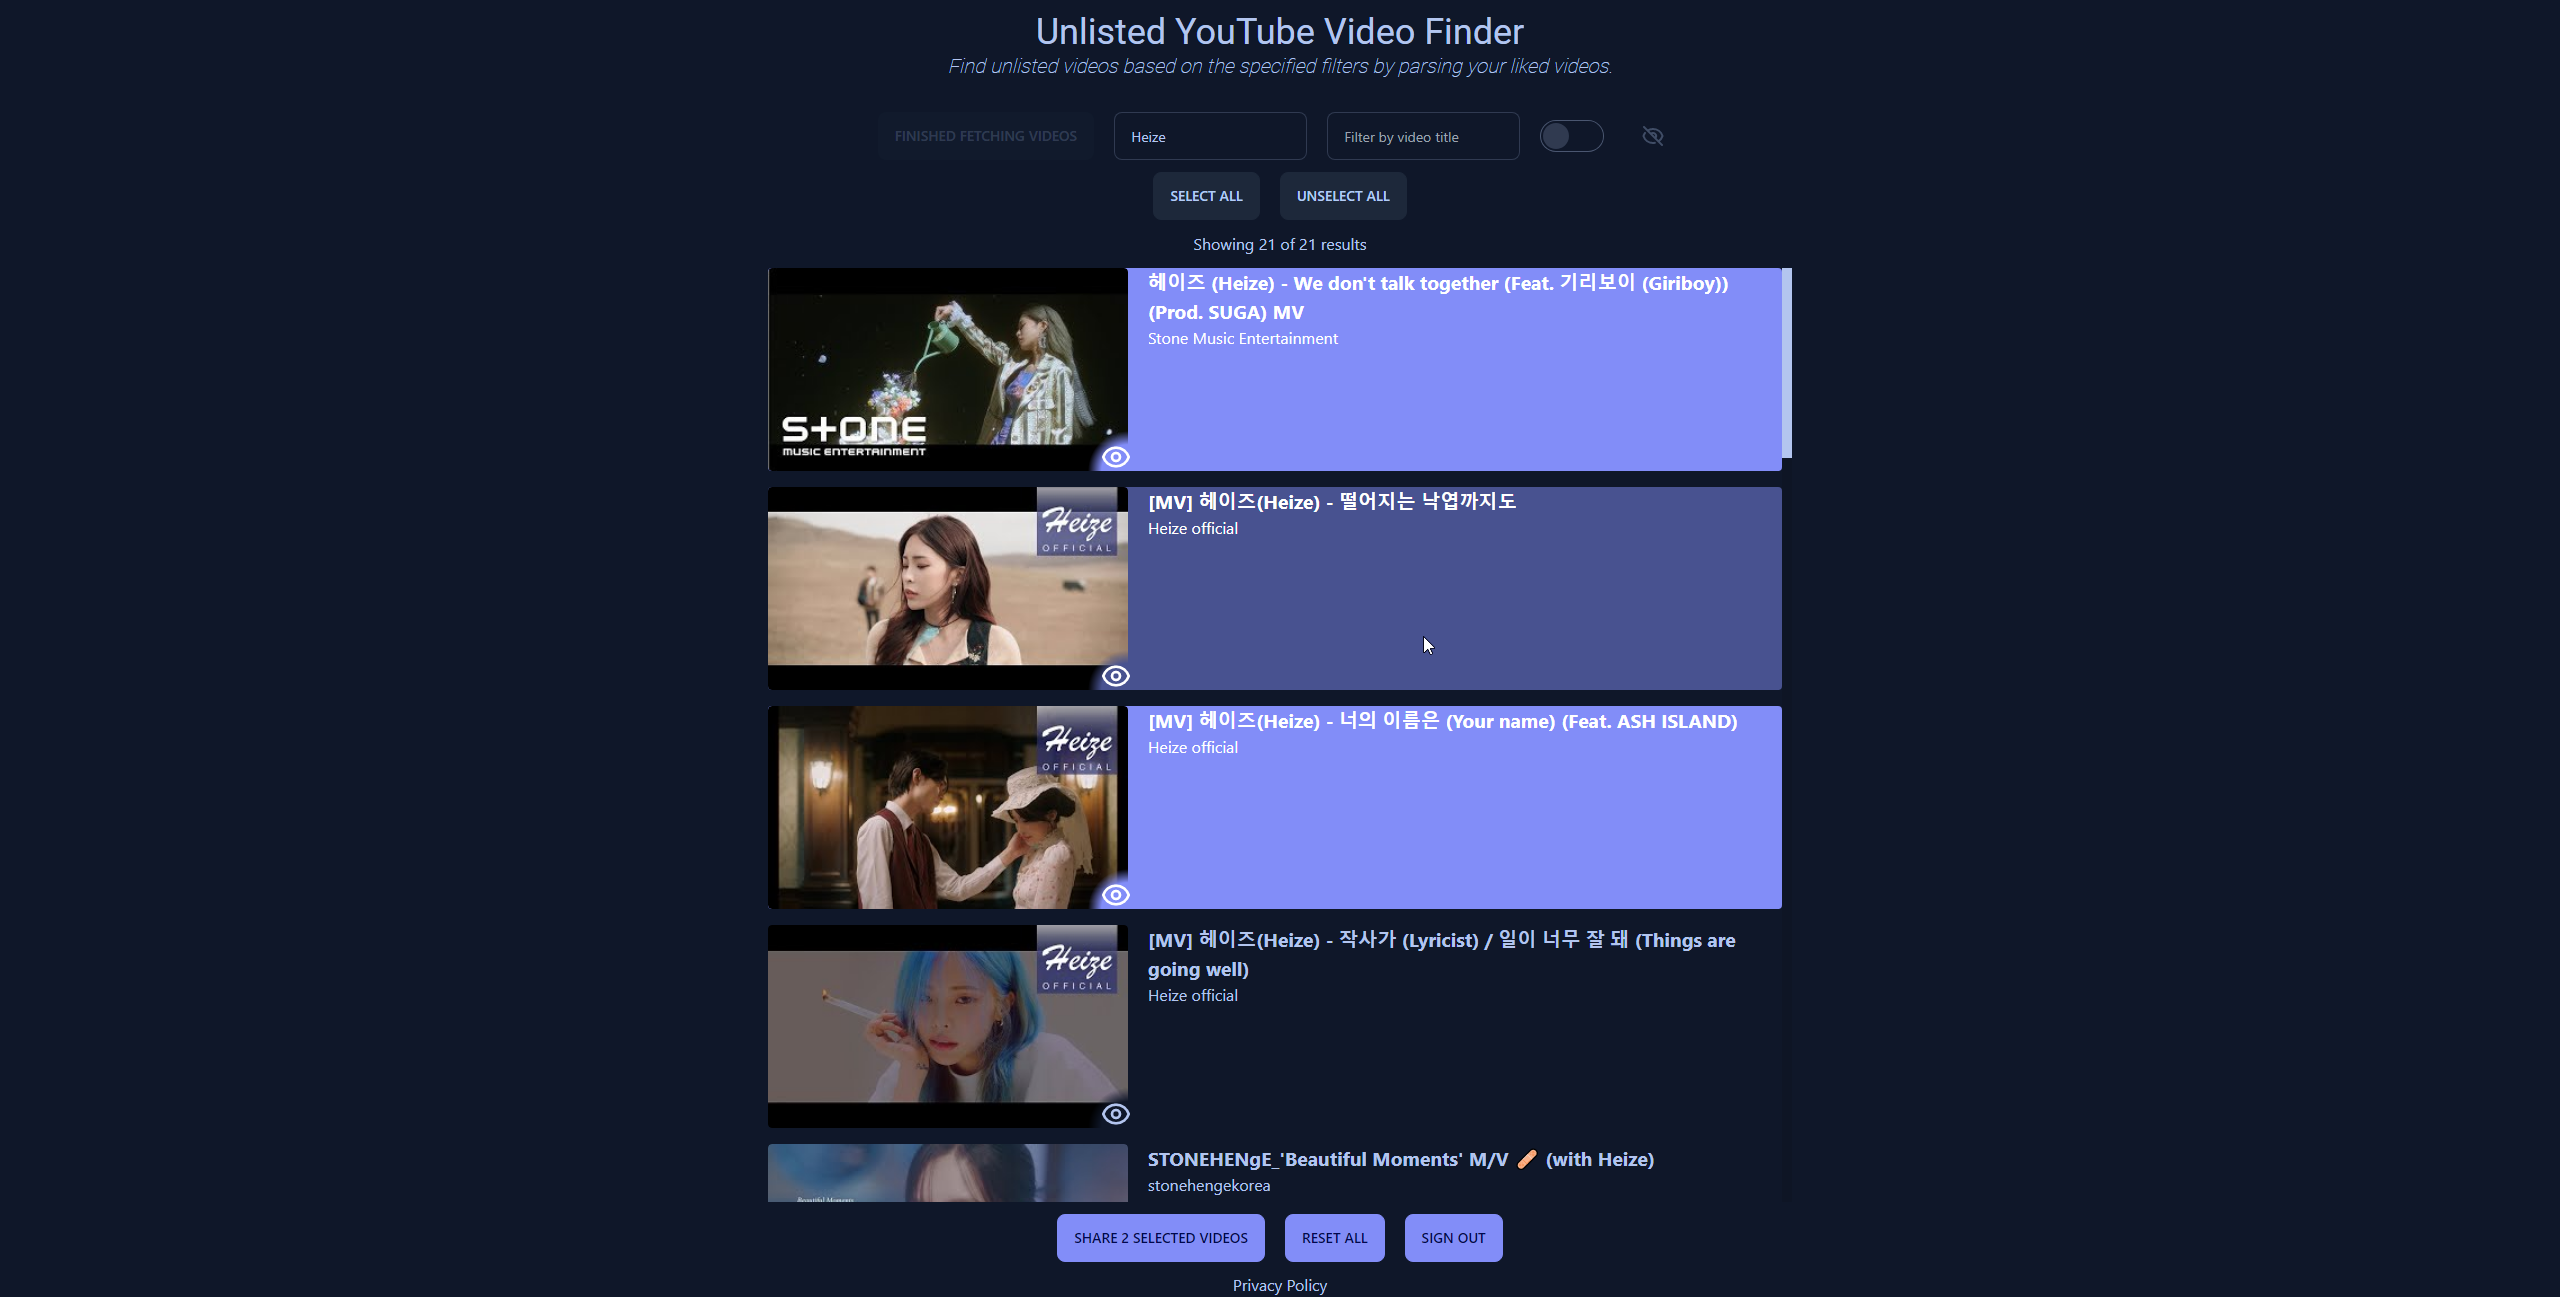 Unlisted YouTube Video Finder
Find unlisted videos based on the specified filters by parsing your liked videos.
FINISHED FETCHING VIDEOS
Heize
Filter by video title
SELECT ALL
UNSELECT ALL
Showing 21 of 21 results
STONE
MUSIC ENTERTAINMENT
헤이즈 (Heize) - We don't talk together (Feat. 기리보이 (Giriboy))
(Prod. SUGA) MV
Stone Music Entertainment
Heize
OFFICIAL
[MV] 헤이즈(Heize) - 떨어지는 낙엽까지도
Heize official
Heize
OFFICIAL
[MV] 헤이즈(Heize) - 너의 이름은 (Your name) (Feat. ASH ISLAND)
Heize official
Heize
OFFICIAL
[MV] 헤이즈(Heize) - 작사가 (Lyricist) / 일이 너무 잘 돼 (Things are
going well)
Heize official
Beautiful Moments
STONEHENgE_'Beautiful Moments' M/V 🩹 (with Heize)
stonehengekorea
SHARE 2 SELECTED VIDEOS
RESET ALL
SIGN OUT
Privacy Policy